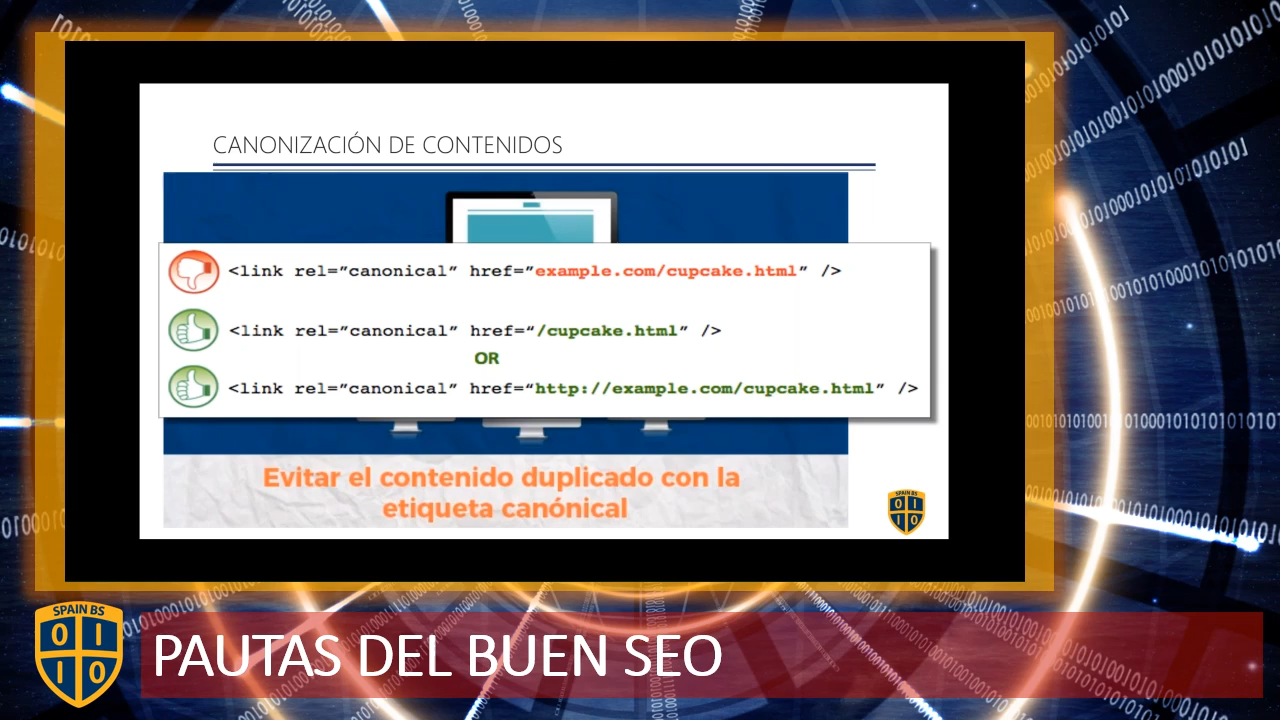 CANONIZACIÓN DE CONTENIDOS
<link rel=”canonical” href=”example.com/cupcake.html” />
<link rel=”canonical” href=“/cupcake.html” />
OR
<link rel=”canonical” href=“http://example.com/cupcake.html” />
Evitar el contenido duplicado con la
etiqueta canónical
SPAIN BS
0 1
1 0
SPAIN BS
0 1
1 0
PAUTAS DEL BUEN SEO